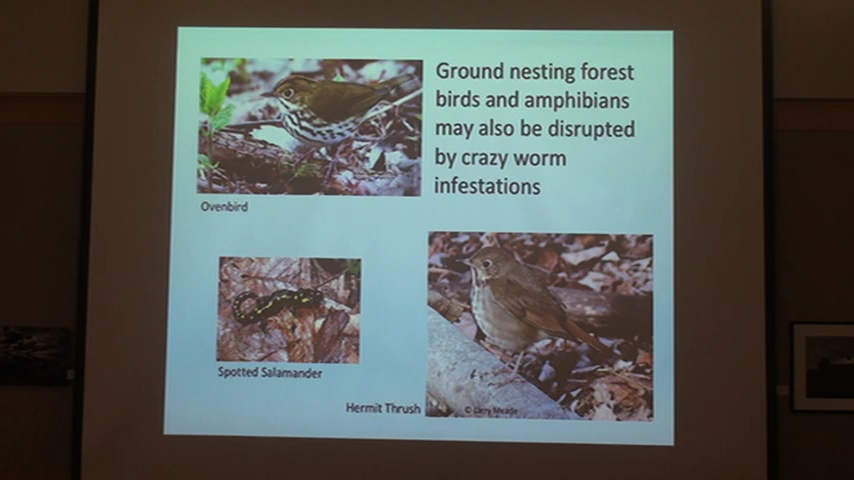 Ground nesting forest
birds and amphibians
may also be disrupted
by crazy worm
infestations
Ovenbird
Spotted Salamander
Hermit Thrush
© Larry Meade